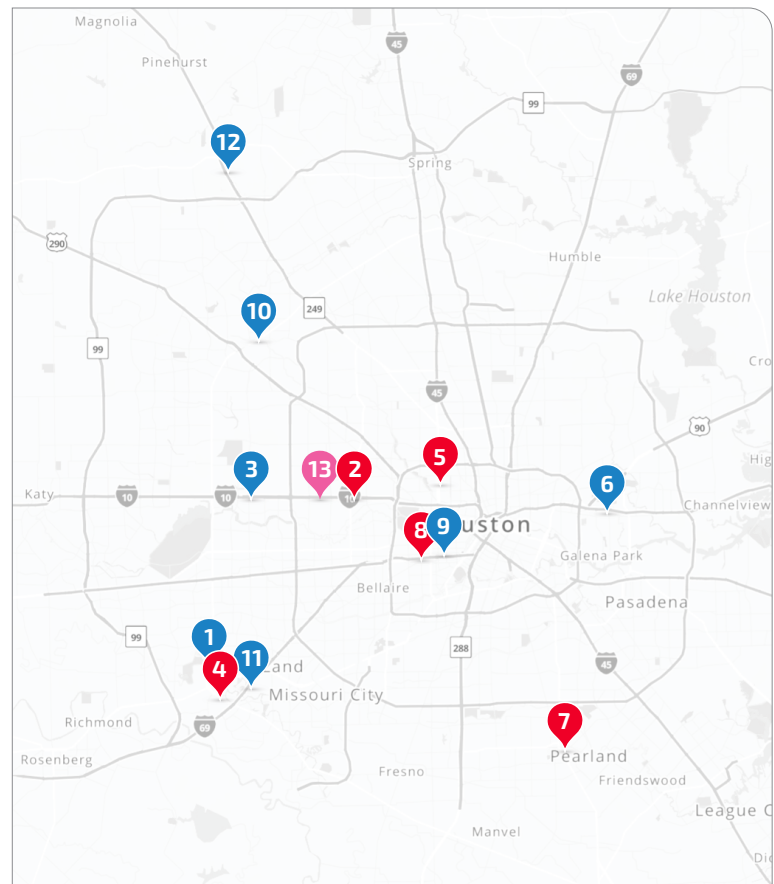 Magnolia
45
Pinehurst
69
99
12
Spring
290
Humble
10
Lake Houston
249
99
Cro
45
90
5
3
13
2
Hig
6
Katy
10
10
10
Channelview
8
9
uston
Galena Park
Bellaire
Pasadena
1
99
288
11
45
4
Land
Missouri City
7
Richmond
69
Pearland
Rosenberg
Fresno
Friendswood
League C
Manvel
Dic